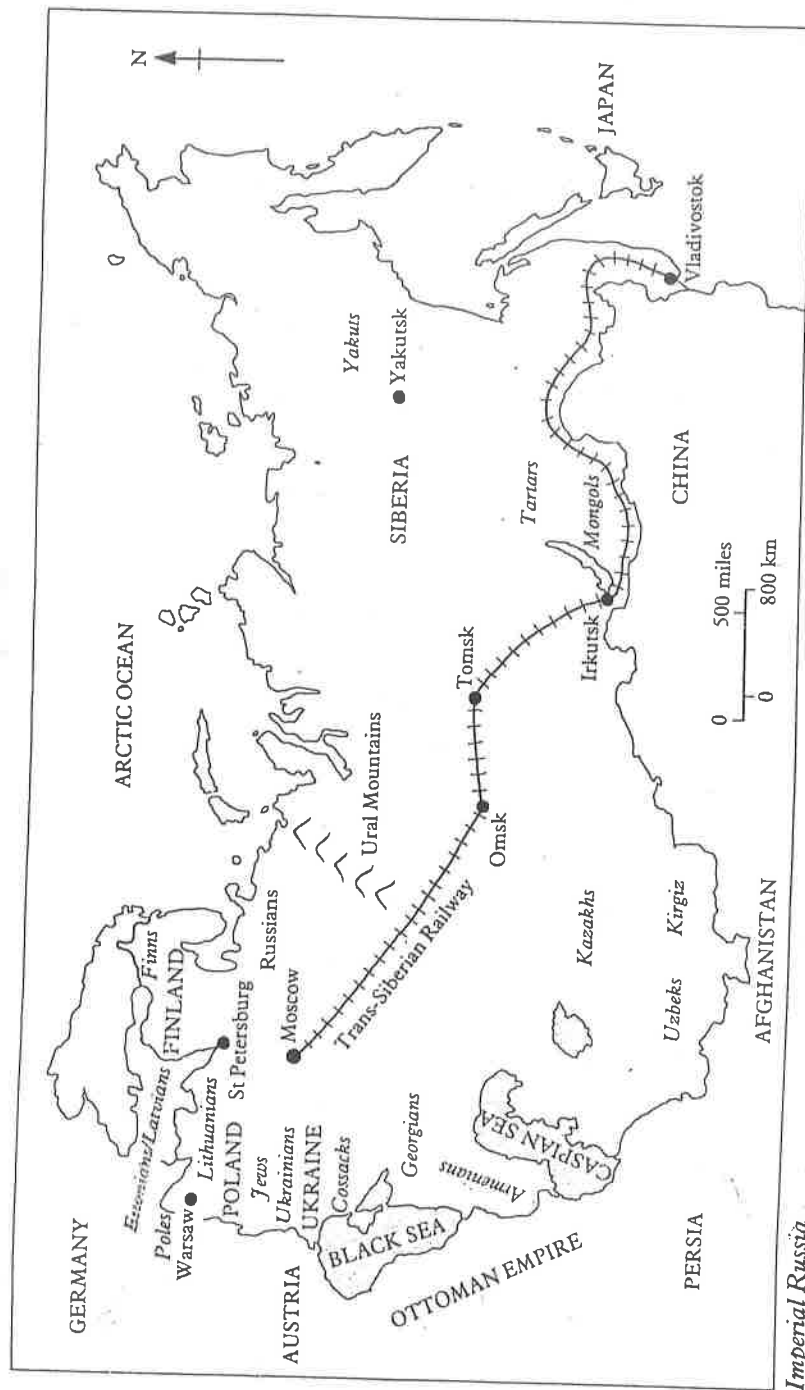 N
ARCTIC OCEAN
GERMANY
Estonians/Latvians
Finns
FINLAND
Poles
Warsaw
Lithuanians
St Petersburg
POLAND
Russians
Jews
Moscow
Ukrainians
UKRAINE
AUSTRIA
Cossacks
Ural Mountains
Trans-Siberian Railway
SIBERIA
Yakuts
Yakutsk
BLACK SEA
Georgians
Armenians
CASPIAN SEA
OTTOMAN EMPIRE
PERSIA
Omsk
Tomsk
Kazakhs
Uzbeks
Kirgiz
AFGHANISTAN
Irkutsk
Tartars
Mongols
CHINA
JAPAN
Vladivostok
0 500 miles
0 800 km
Imperial Russia